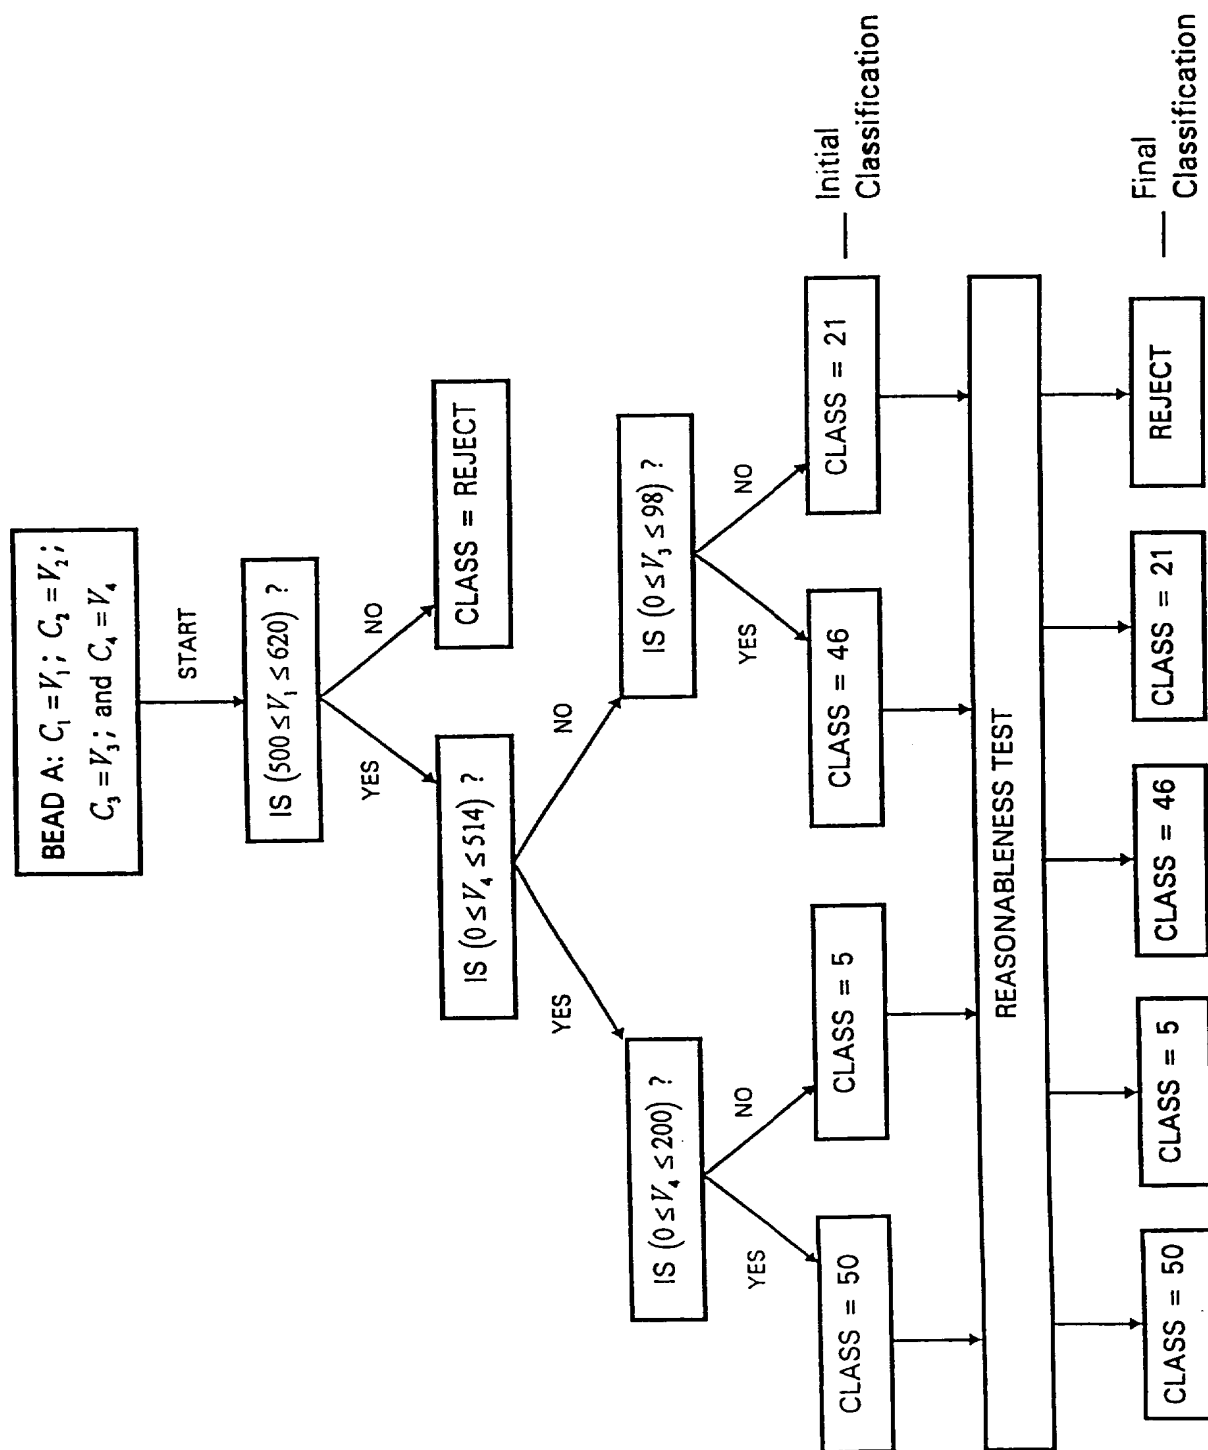 BEAD A: C₁ = V₁ ; C₂ = V₂ ;
C₃ = V₃ ; and C₄ = V₄
START
IS (500 ≤ V₁ ≤ 620) ?
YES
NO
IS (0 ≤ V₄ ≤ 514) ?
CLASS = REJECT
YES
NO
IS (0 ≤ V₄ ≤ 200) ?
IS (0 ≤ V₃ ≤ 98) ?
YES
NO
YES
NO
CLASS = 50
CLASS = 5
CLASS = 46
CLASS = 21
— Initial
Classification
REASONABLENESS TEST
CLASS = 50
CLASS = 5
CLASS = 46
CLASS = 21
REJECT
— Final
Classification